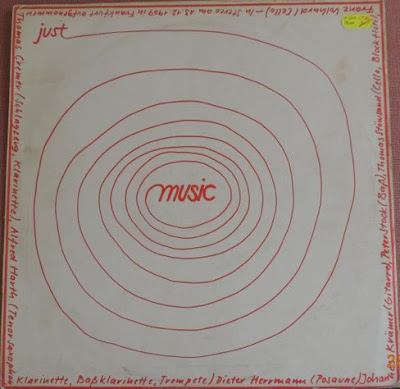 just
music
Thomas Cremer (Schlagzeug, Klarinette) Alfred Harth (Tenorsaxophon,
Klarinette, Baßklarinette, Trompete) Dieter Herrmann (Posaune) Johann
Krämer (Gitarre), Peter Stock (Baß), Thomas Stöwsand (Cello, Blockflöte)
Franz Volhard (Cello) – In Stereo am 13.12.1969 in Frankfurt aufgenommen